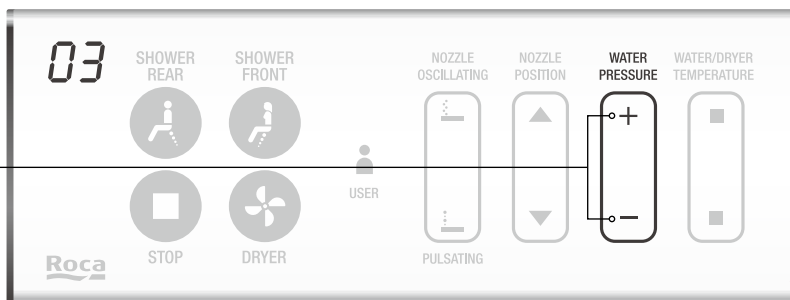 03
SHOWER
REAR
SHOWER
FRONT
NOZZLE
OSCILLATING
NOZZLE
POSITION
WATER
PRESSURE
WATER/DRYER
TEMPERATURE
+
−
USER
STOP
DRYER
PULSATING
Roca